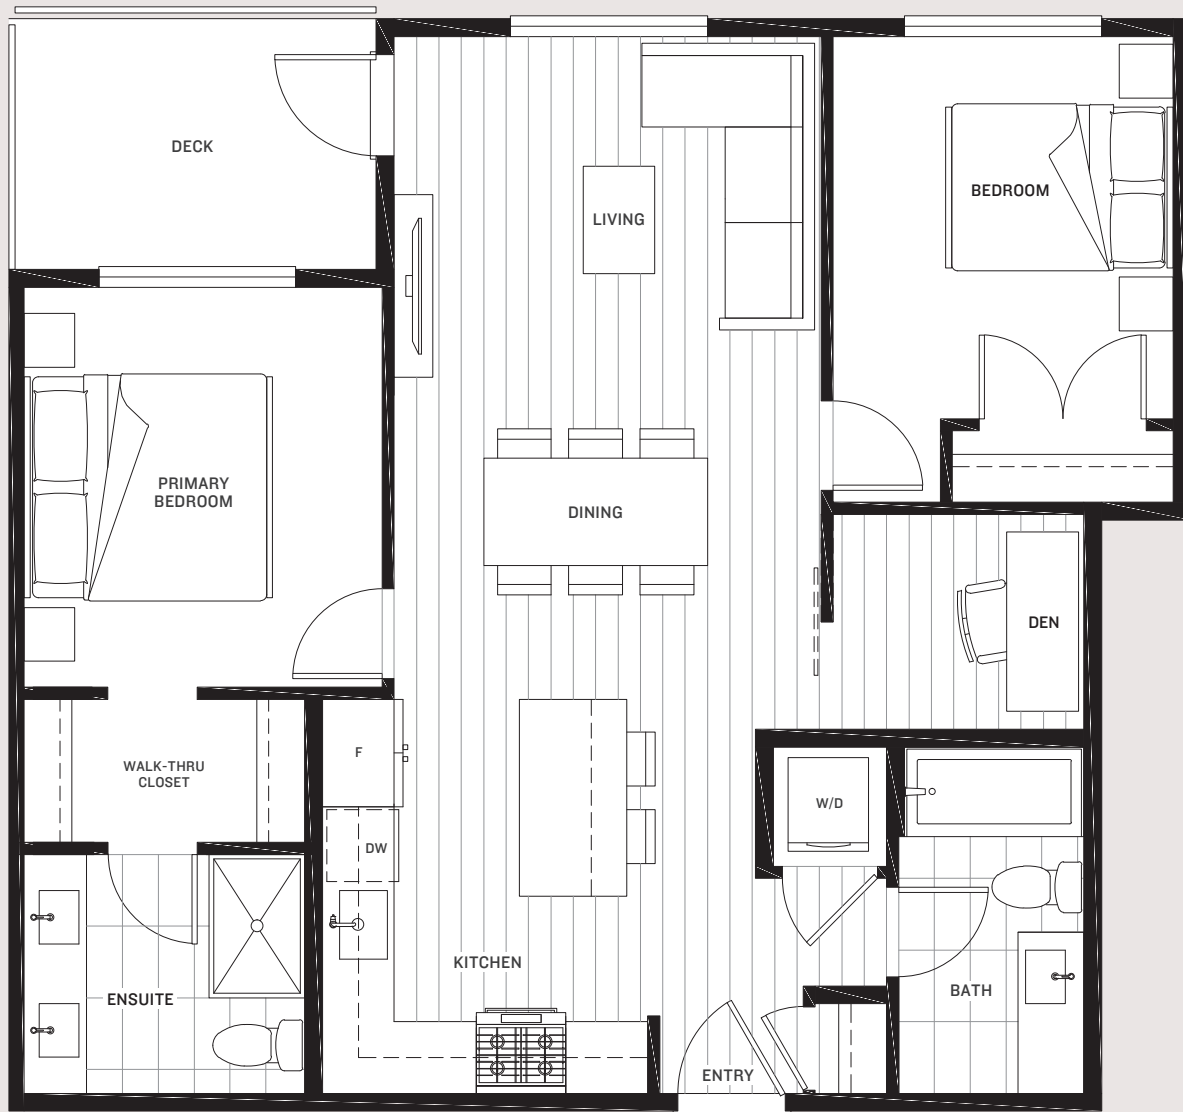 DECK
BEDROOM
LIVING
PRIMARY
BEDROOM
DINING
DEN
F
WALK-THRU
CLOSET
W/D
DW
KITCHEN
BATH
ENSUITE
ENTRY